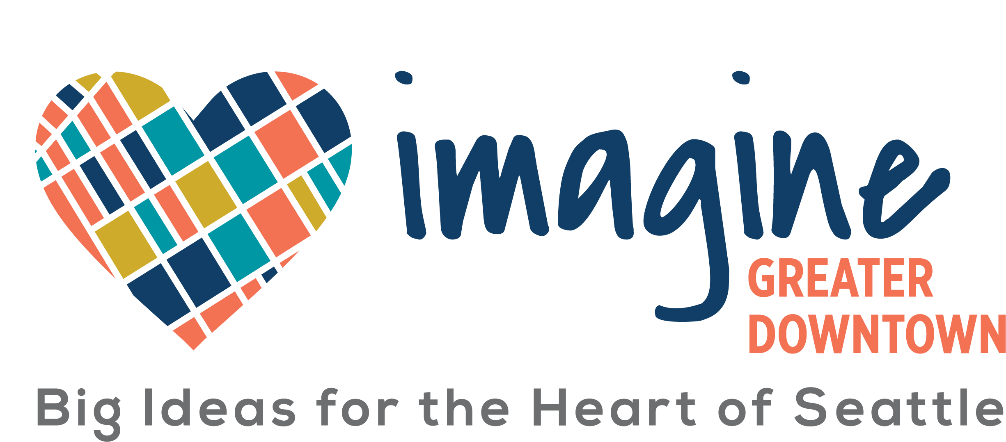 imagine
GREATER
DOWNTOWN
Big Ideas for the Heart of Seattle